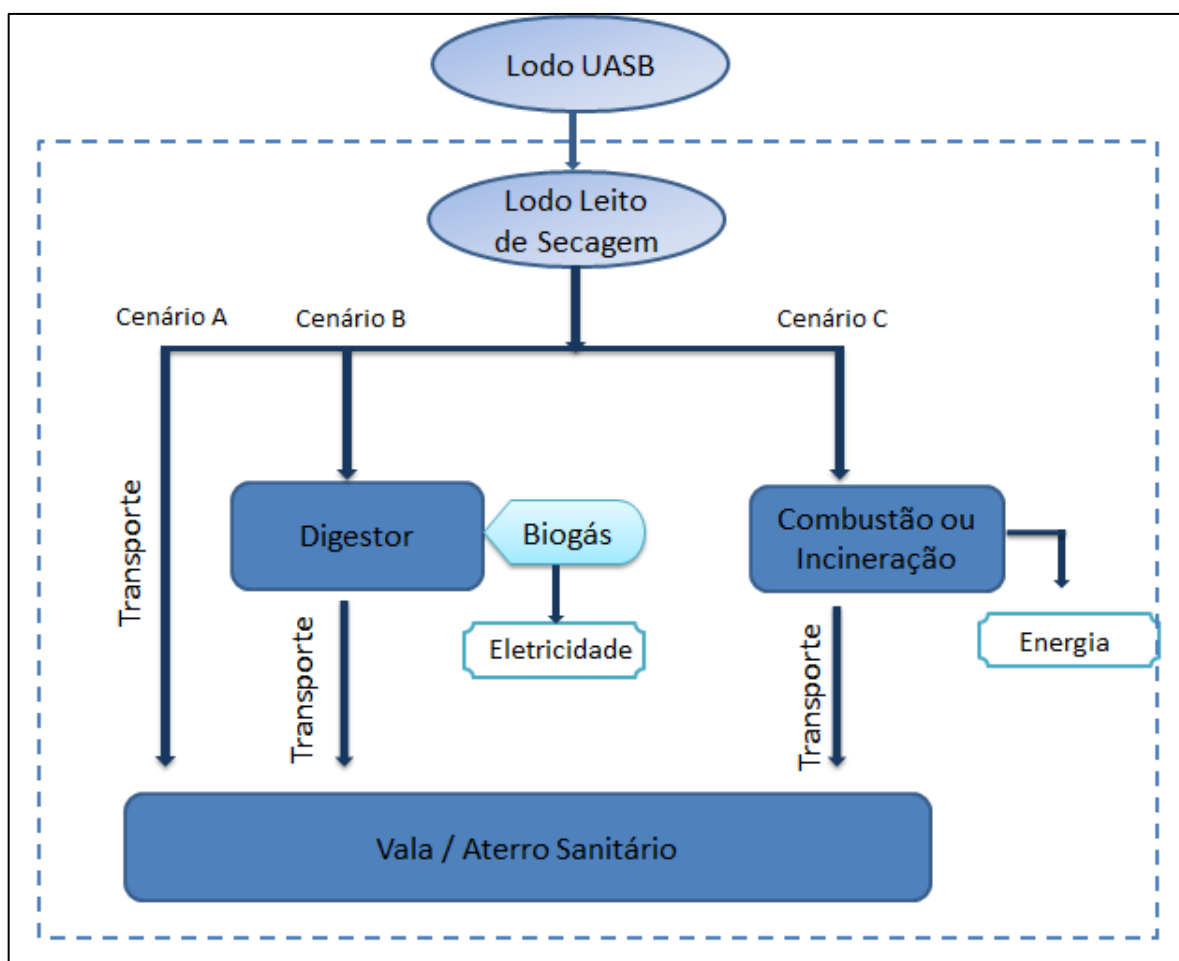 Lodo UASB
Lodo Leito
de Secagem
Cenário A
Cenário B
Cenário C
Transporte
Digestor
Biogás
Eletricidade
Transporte
Combustão ou
Incineração
Energia
Transporte
Vala / Aterro Sanitário